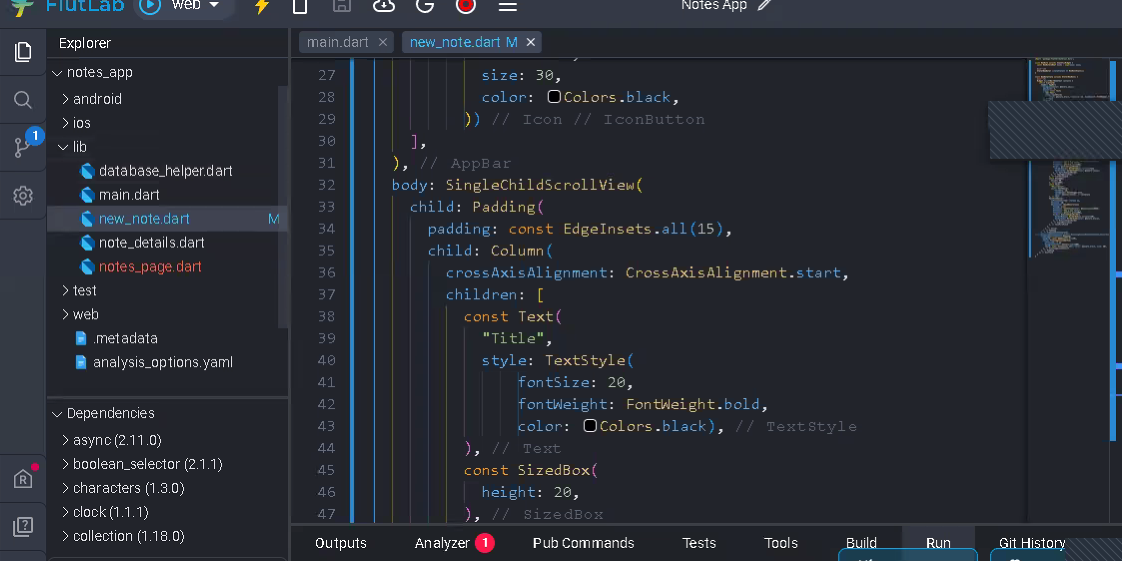 FlutLab
web
Notes App
Explorer
main.dart
new_note.dart M
notes_app
android
ios
lib
database_helper.dart
main.dart
new_note.dart M
note_details.dart
notes_page.dart
test
web
.metadata
analysis_options.yaml
Dependencies
async (2.11.0)
boolean_selector (2.1.1)
characters (1.3.0)
clock (1.1.1)
collection (1.18.0)
1
R
27 size: 30,
28 color: Colors.black,
29 )) // Icon // IconButton
30 ],
31 ), // AppBar
32 body: SingleChildScrollView(
33 child: Padding(
34 padding: const EdgeInsets.all(15),
35 child: Column(
36 crossAxisAlignment: CrossAxisAlignment.start,
37 children: [
38 const Text(
39 "Title",
40 style: TextStyle(
41 fontSize: 20,
42 fontWeight: FontWeight.bold,
43 color: Colors.black), // TextStyle
44 ), // Text
45 const SizedBox(
46 height: 20,
47 ), // SizedBox
Outputs
Analyzer 1
Pub Commands
Tests
Tools
Build
Run
Git History